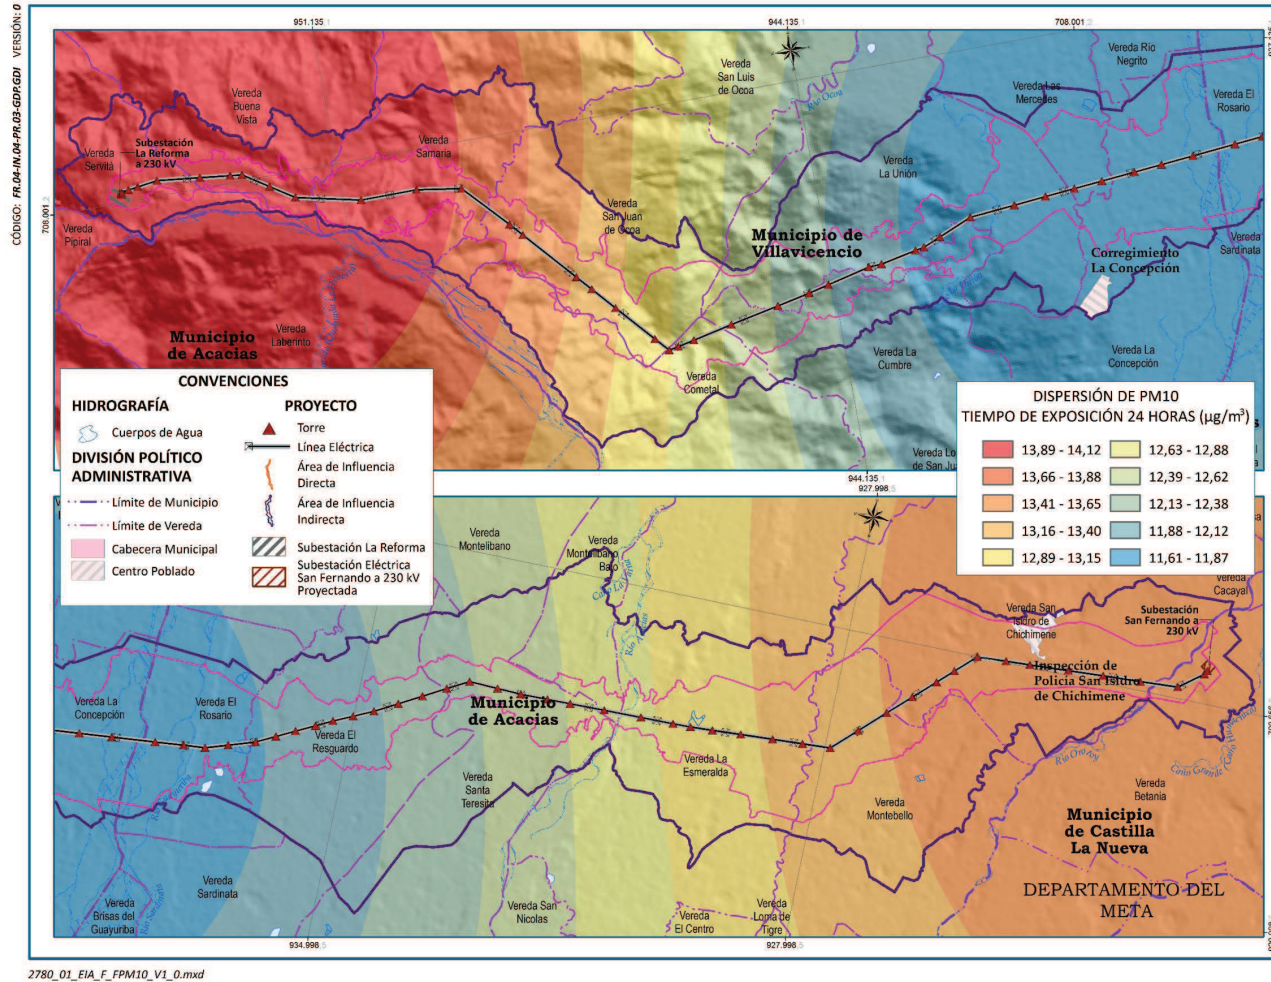 CÓDIGO: FR.04-IN.04-PR.03-GDP.GDI VERSIÓN: 0
951.135,1
944.135,1
708.001,2
708.001,2
Vereda Río
Negrito
Vereda
San Luis
de Ocoa
Río Ocoa
Vereda Las
Mercedes
Vereda El
Rosario
Vereda
Buena
Vista
Vereda
Servitá
Subestación
La Reforma
a 230 kV
Vereda
Samaria
Vereda
La Unión
Vereda
Pipiral
Vereda
San Juan
de Ocoa
Municipio de
Villavicencio
Vereda
Sardinata
Corregimiento
La Concepción
Municipio
de Acacias
Vereda
Laberinto
Vereda
Cometal
Vereda La
Cumbre
Vereda La
Concepción
CONVENCIONES
HIDROGRAFÍA
Cuerpos de Agua
DIVISIÓN POLÍTICO
ADMINISTRATIVA
Límite de Municipio
Límite de Vereda
Cabecera Municipal
Centro Poblado
PROYECTO
Torre
Línea Eléctrica
Área de Influencia
Directa
Área de Influencia
Indirecta
Subestación La Reforma
Subestación Eléctrica
San Fernando a 230 kV
Proyectada
DISPERSIÓN DE PM10
TIEMPO DE EXPOSICIÓN 24 HORAS (µg/m³)
13,89 - 14,12
13,66 - 13,88
13,41 - 13,65
13,16 - 13,40
12,89 - 13,15
12,63 - 12,88
12,39 - 12,62
12,13 - 12,38
11,88 - 12,12
11,61 - 11,87
944.135
927.998,5
Vereda
Montelibano
Vereda
Montelibano
Bajo
Vereda
Cacayal
Vereda San
Isidro de
Chichimene
Subestación
San Fernando a
230 kV
Inspección de
Policía San Isidro
de Chichimene
Vereda La
Concepción
Vereda El
Rosario
Vereda El
Resguardo
Municipio
de Acacias
Vereda La
Esmeralda
Vereda
Santa
Teresita
Vereda
Montebello
Vereda
Betania
Municipio
de Castilla
La Nueva
DEPARTAMENTO DEL
META
Vereda
Sardinata
Vereda
Brisas del
Guayuriba
Vereda San
Nicolas
Vereda
El Centro
Vereda
Loma de
Tigre
934.998,5
927.998,5
2780_01_EIA_F_FPM10_V1_0.mxd